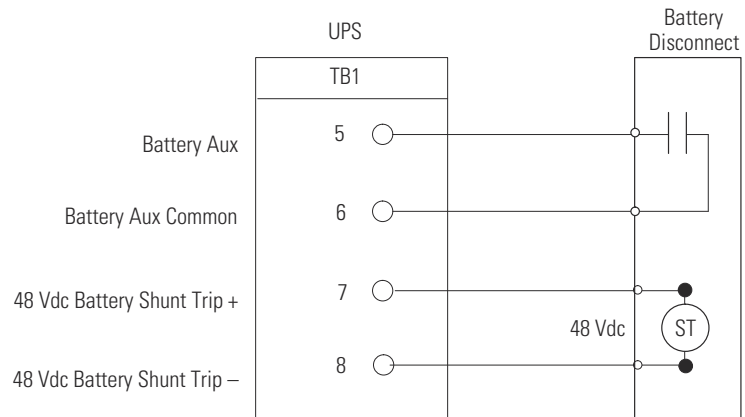 UPS
Battery
Disconnect
TB1
Battery Aux
5
Battery Aux Common
6
48 Vdc Battery Shunt Trip +
7
48 Vdc
ST
48 Vdc Battery Shunt Trip –
8